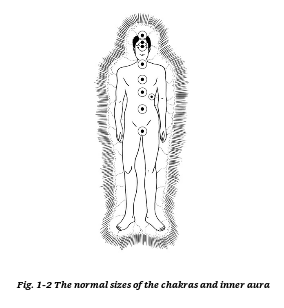 Fig. 1-2 The normal sizes of the chakras and inner aura